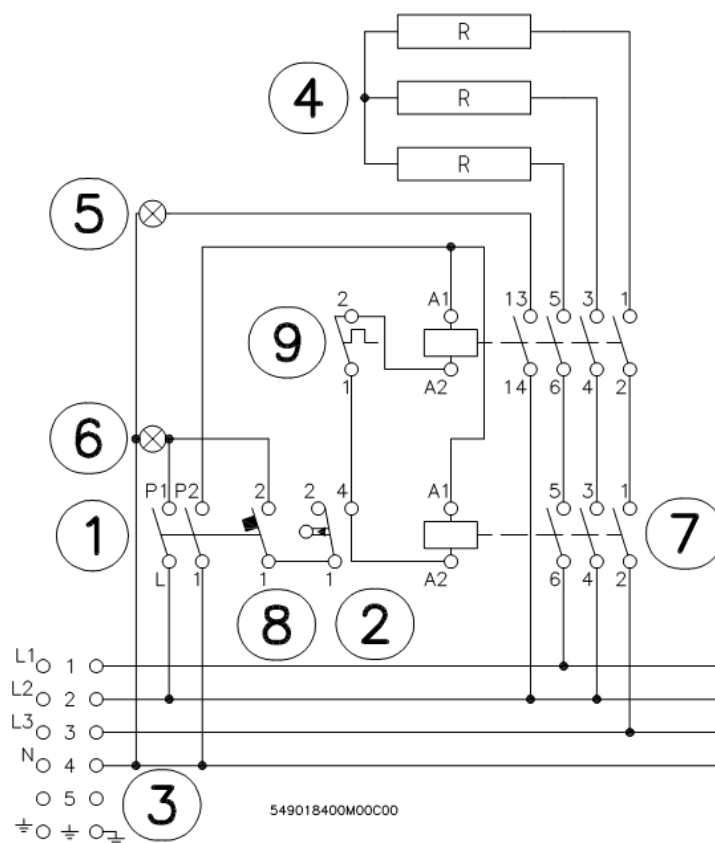 R
4 R
R
5
2 A1 13 5 3 1
9
1 A2 14 6 4 2
6
P1 P2 2 2 4 A1 5 3 1
1 7
L 1 1 1 A2 6 4 2
8 2
L1 1
L2 2
L3 3
N 4
5 3
549018400M00C00